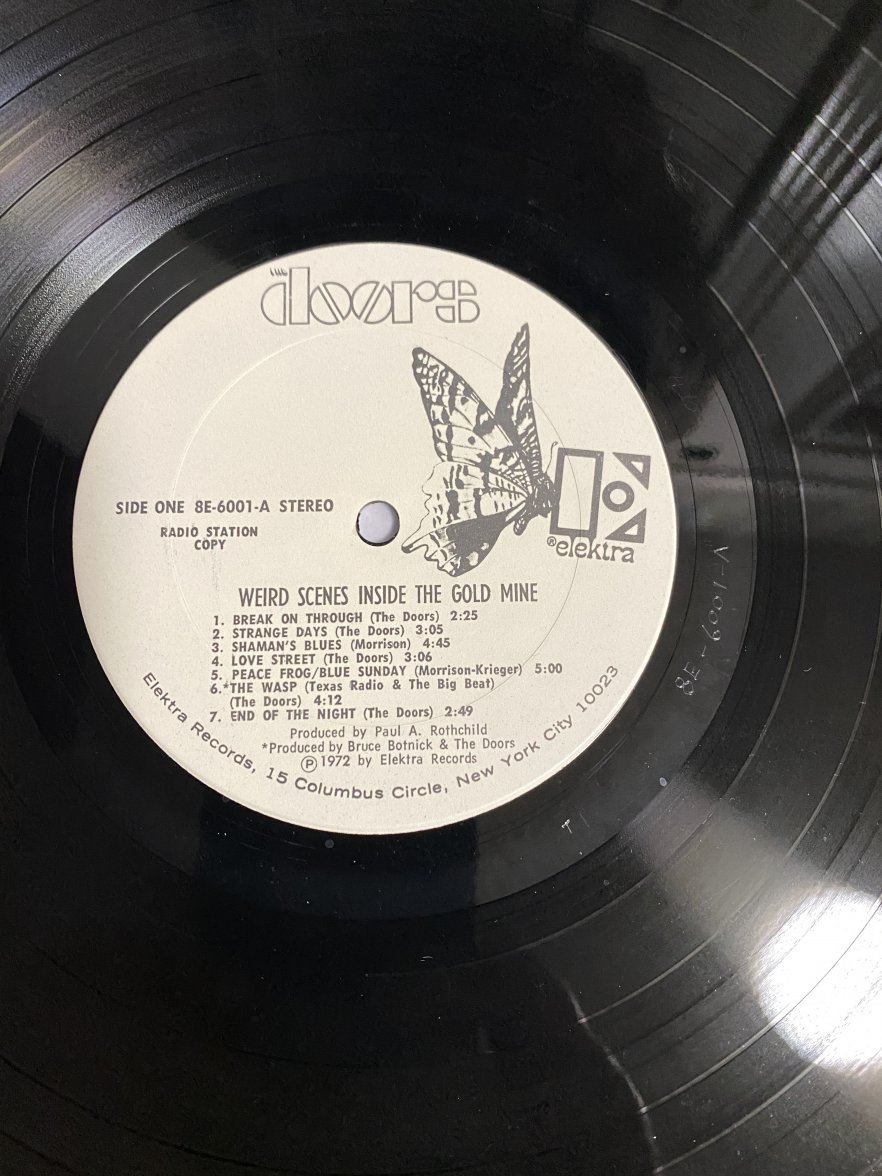 THE doors
SIDE ONE 8E-6001-A STEREO
RADIO STATION
COPY
®elektra
WEIRD SCENES INSIDE THE GOLD MINE
1. BREAK ON THROUGH (The Doors) 2:25
2. STRANGE DAYS (The Doors) 3:05
3. SHAMAN'S BLUES (Morrison) 4:45
4. LOVE STREET (The Doors) 3:06
5. PEACE FROG/BLUE SUNDAY (Morrison-Krieger) 5:00
6.*THE WASP (Texas Radio & The Big Beat)
(The Doors) 4:12
7. END OF THE NIGHT (The Doors) 2:49
Produced by Paul A. Rothchild
*Produced by Bruce Botnick & The Doors
Ⓟ1972 by Elektra Records
Elektra Records, 15 Columbus Circle, New York City 10023
8E-6001-A
T1